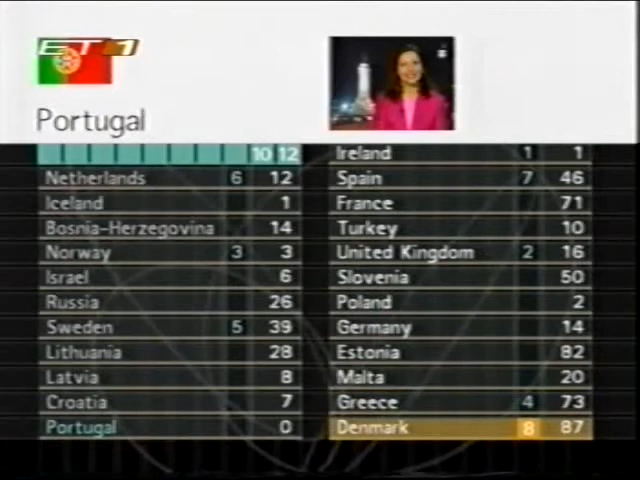 ET 1
Portugal
10 12
Netherlands 6 12
Iceland 1
Bosnia-Herzegovina 14
Norway 3 3
Israel 6
Russia 26
Sweden 5 39
Lithuania 28
Latvia 8
Croatia 7
Portugal 0
Ireland 1 1
Spain 7 46
France 71
Turkey 10
United Kingdom 2 16
Slovenia 50
Poland 2
Germany 14
Estonia 82
Malta 20
Greece 4 73
Denmark 8 87